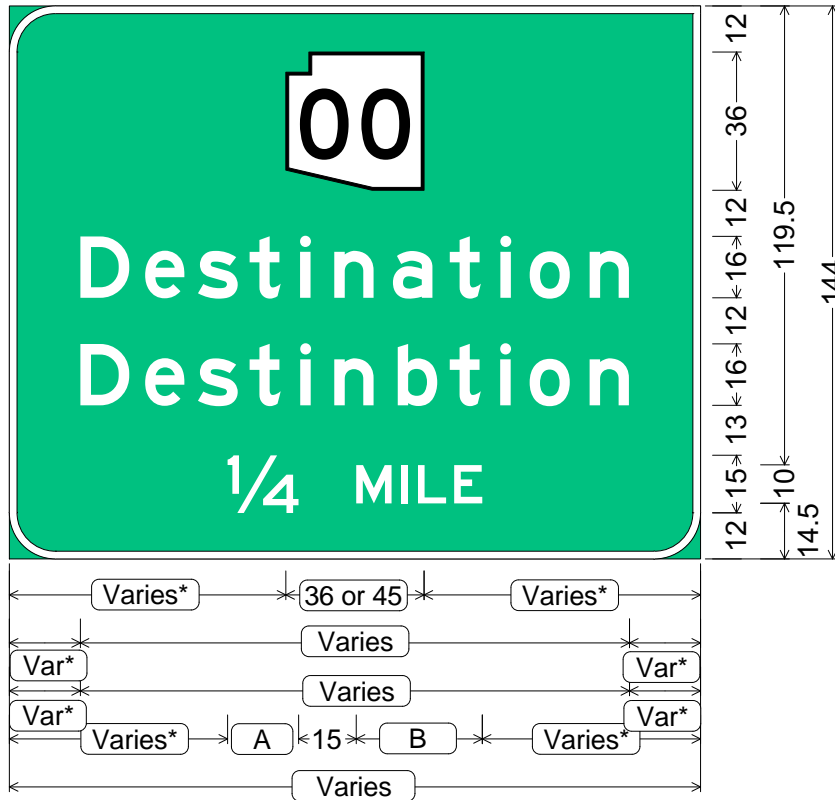 00
Destination
Destinbtion
1/4 MILE
12
36
12
16
12
16
13
15
12
119.5
10
14.5
144
Varies*
36 or 45
Varies*
Varies
Var*
Var*
Varies
Var*
Var*
Varies*
A
15
B
Varies*
Varies